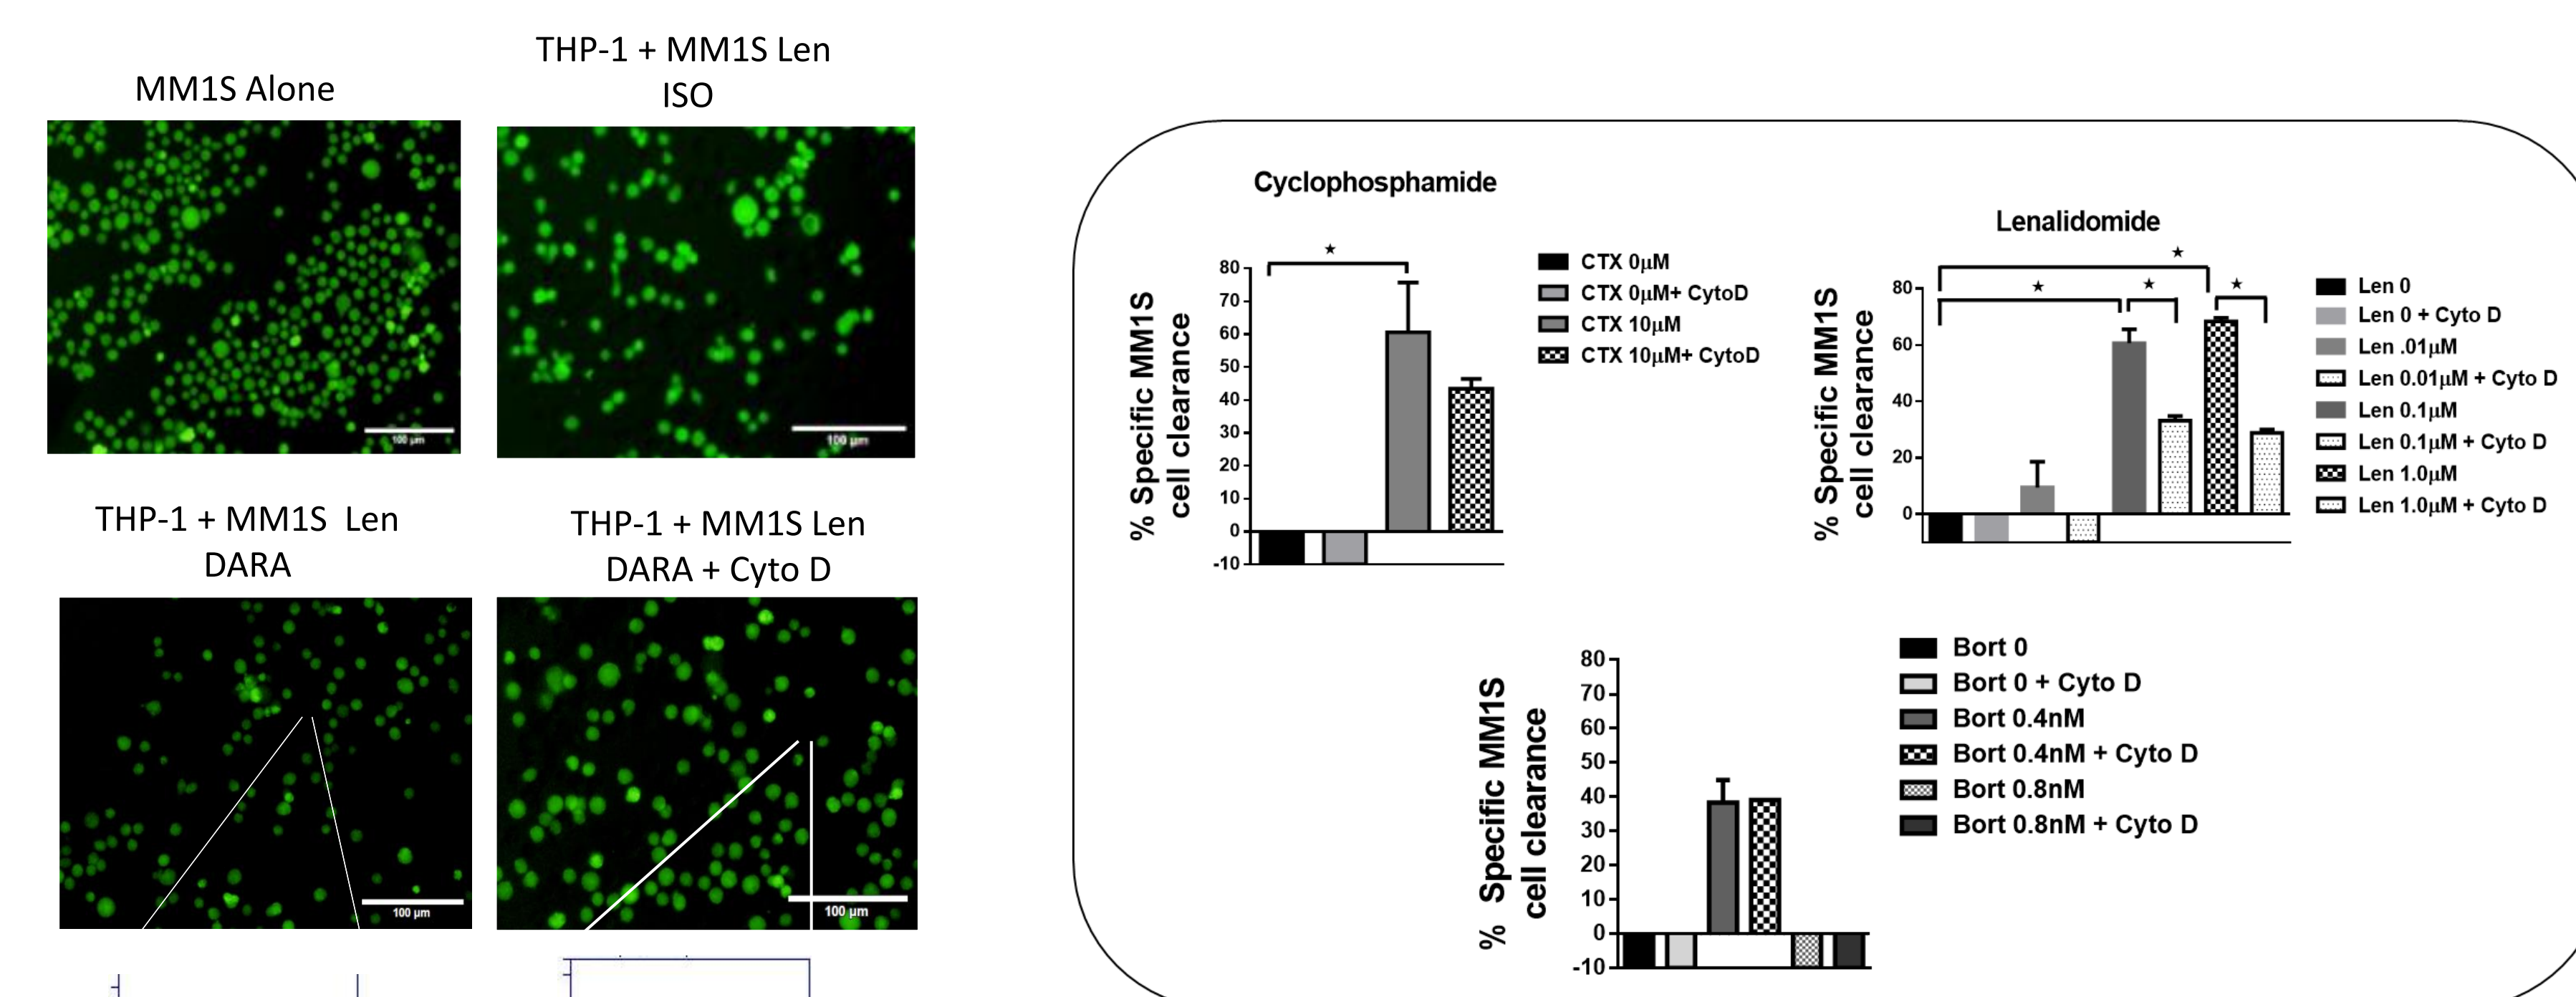 MM1S Alone
THP-1 + MM1S Len
ISO
100 µm
100 µm
THP-1 + MM1S Len
DARA
THP-1 + MM1S Len
DARA + Cyto D
100 µm
100 µm
Cyclophosphamide
% Specific MM1S
cell clearance
80
70
60
50
40
30
20
10
0
-10
★
CTX 0µM
CTX 0µM+ CytoD
CTX 10µM
CTX 10µM+ CytoD
Lenalidomide
% Specific MM1S
cell clearance
80
60
40
20
0
★
★
★
★
Len 0
Len 0 + Cyto D
Len .01µM
Len 0.01µM + Cyto D
Len 0.1µM
Len 0.1µM + Cyto D
Len 1.0µM
Len 1.0µM + Cyto D
% Specific MM1S
cell clearance
80
70
60
50
40
30
20
10
0
-10
Bort 0
Bort 0 + Cyto D
Bort 0.4nM
Bort 0.4nM + Cyto D
Bort 0.8nM
Bort 0.8nM + Cyto D